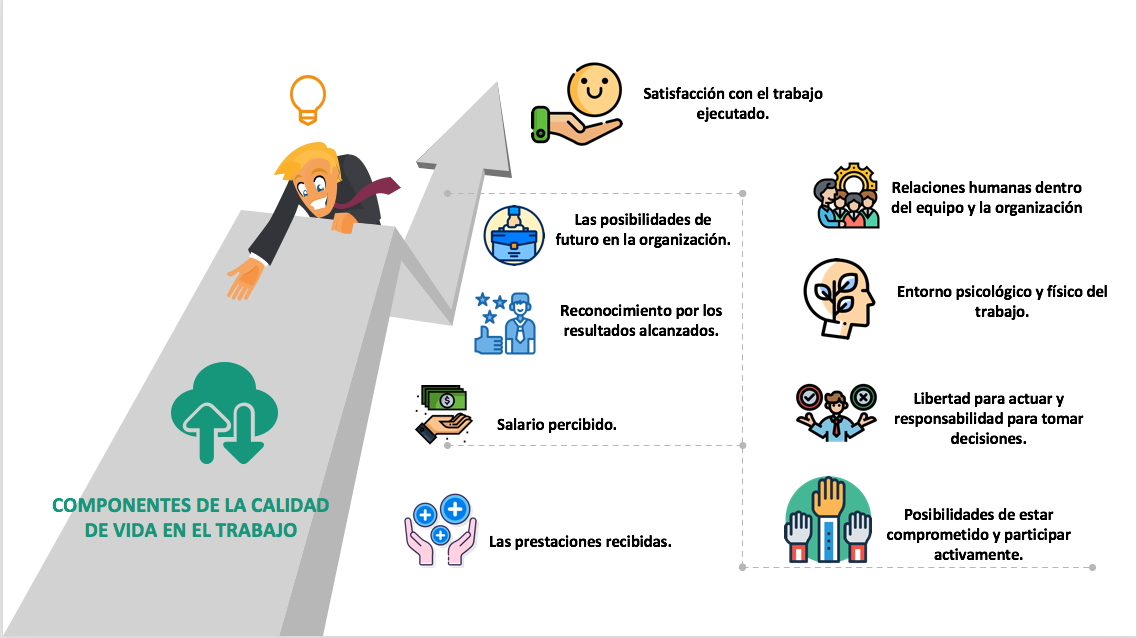 Satisfacción con el trabajo
ejecutado.
Las posibilidades de
futuro en la organización.
Reconocimiento por los
resultados alcanzados.
Salario percibido.
Las prestaciones recibidas.
Relaciones humanas dentro
del equipo y la organización
Entorno psicológico y físico del
trabajo.
Libertad para actuar y
responsabilidad para tomar
decisiones.
Posibilidades de estar
comprometido y participar
activamente.
COMPONENTES DE LA CALIDAD
DE VIDA EN EL TRABAJO